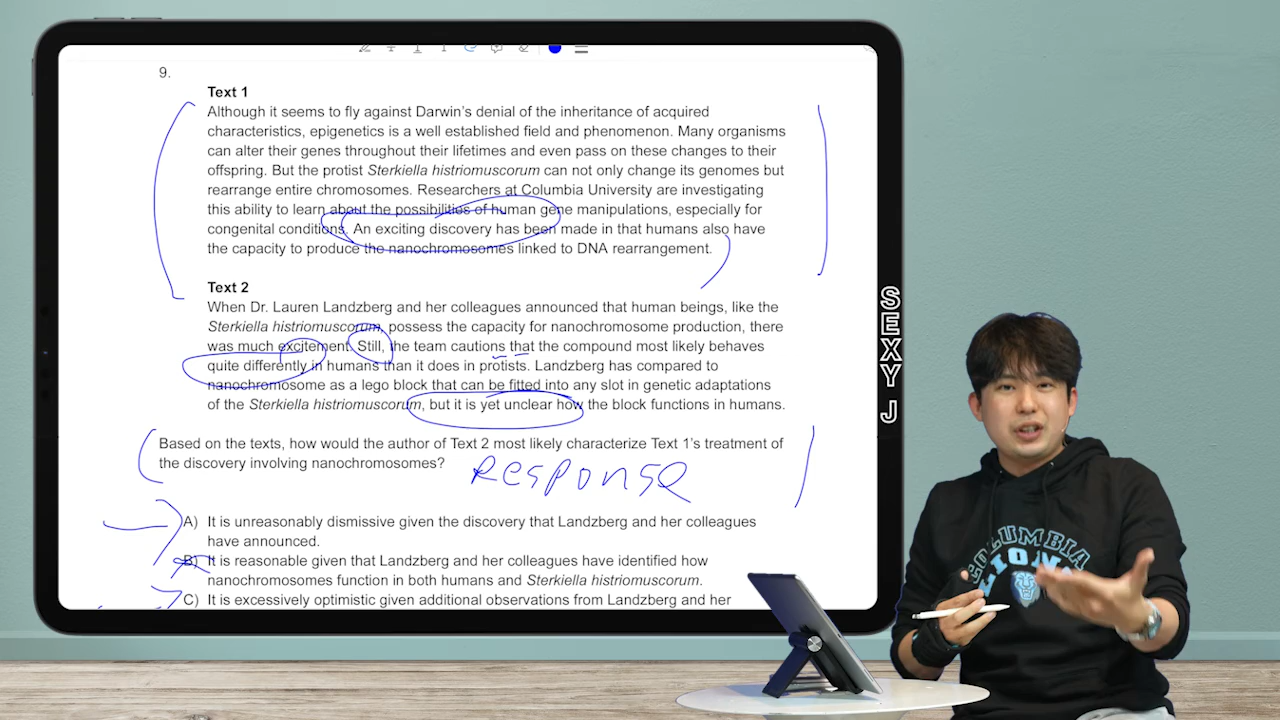 9.
Text 1
Although it seems to fly against Darwin's denial of the inheritance of acquired
characteristics, epigenetics is a well established field and phenomenon. Many organisms
can alter their genes throughout their lifetimes and even pass on these changes to their
offspring. But the protist Sterkiella histriomuscorum can not only change its genomes but
rearrange entire chromosomes. Researchers at Columbia University are investigating
this ability to learn about the possibilities of human gene manipulations, especially for
congenital conditions. An exciting discovery has been made in that humans also have
the capacity to produce the nanochromosomes linked to DNA rearrangement.
Text 2
When Dr. Lauren Landzberg and her colleagues announced that human beings, like the
Sterkiella histriomuscorum, possess the capacity for nanochromosome production, there
was much excitement. Still, the team cautions that the compound most likely behaves
quite differently in humans than it does in protists. Landzberg has compared to
nanochromosome as a lego block that can be fitted into any slot in genetic adaptations
of the Sterkiella histriomuscorum, but it is yet unclear how the block functions in humans.
Based on the texts, how would the author of Text 2 most likely characterize Text 1's treatment of
the discovery involving nanochromosomes?
Response
A) It is unreasonably dismissive given the discovery that Landzberg and her colleagues
have announced.
B) It is reasonable given that Landzberg and her colleagues have identified how
nanochromosomes function in both humans and Sterkiella histriomuscorum.
C) It is excessively optimistic given additional observations from Landzberg and her
SEXY J
COLUMBIA
LIONS